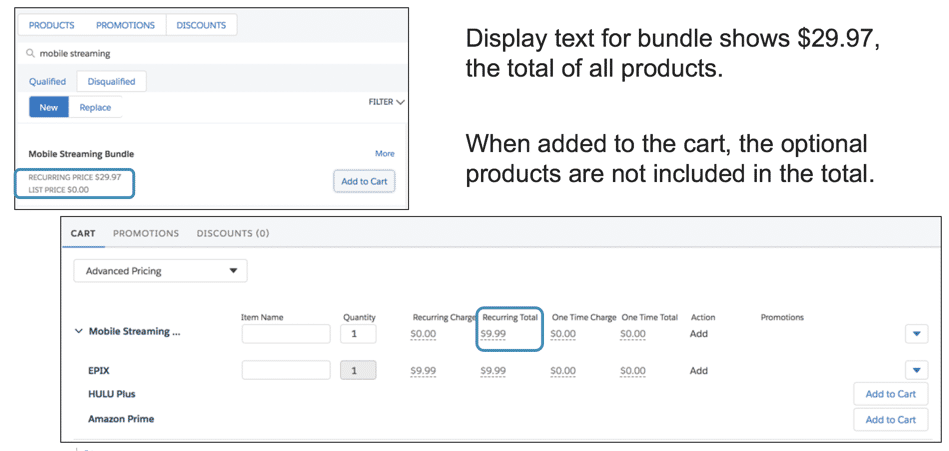 PRODUCTS PROMOTIONS DISCOUNTS
mobile streaming
Qualified Disqualified
New Replace
FILTER
Mobile Streaming Bundle More
RECURRING PRICE $29.97
LIST PRICE $0.00
Add to Cart
Display text for bundle shows $29.97,
the total of all products.
When added to the cart, the optional
products are not included in the total.
CART PROMOTIONS DISCOUNTS (0)
Advanced Pricing
Item Name Quantity Recurring Charge Recurring Total One Time Charge One Time Total Action Promotions
Mobile Streaming ... 1 $0.00 $9.99 $0.00 $0.00 Add
EPIX 1 $9.99 $9.99 $0.00 $0.00 Add
HULU Plus Add to Cart
Amazon Prime Add to Cart